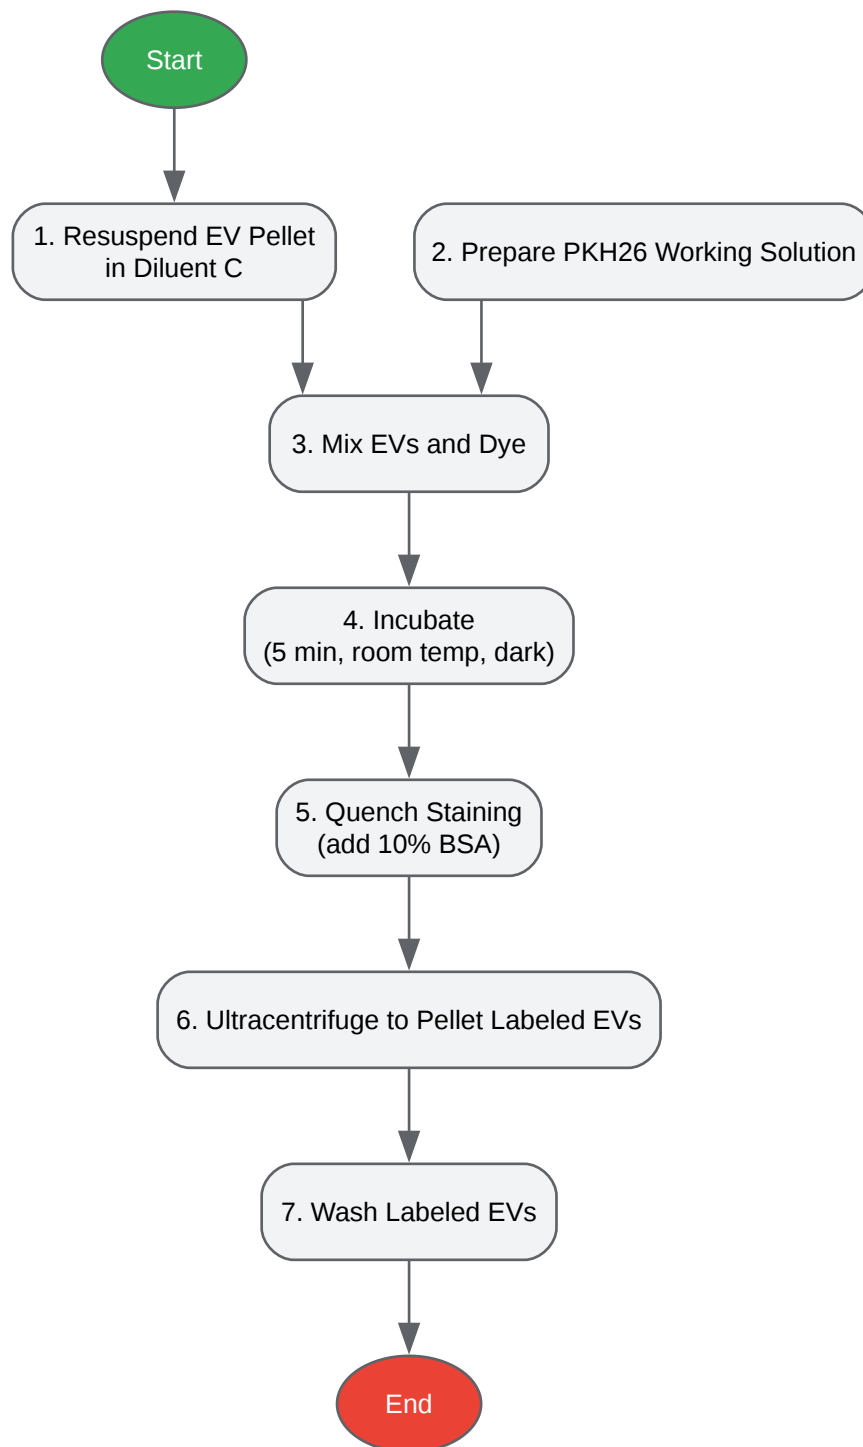 Start
1. Resuspend EV Pellet
in Diluent C
2. Prepare PKH26 Working Solution
3. Mix EVs and Dye
4. Incubate
(5 min, room temp, dark)
5. Quench Staining
(add 10% BSA)
6. Ultracentrifuge to Pellet Labeled EVs
7. Wash Labeled EVs
End